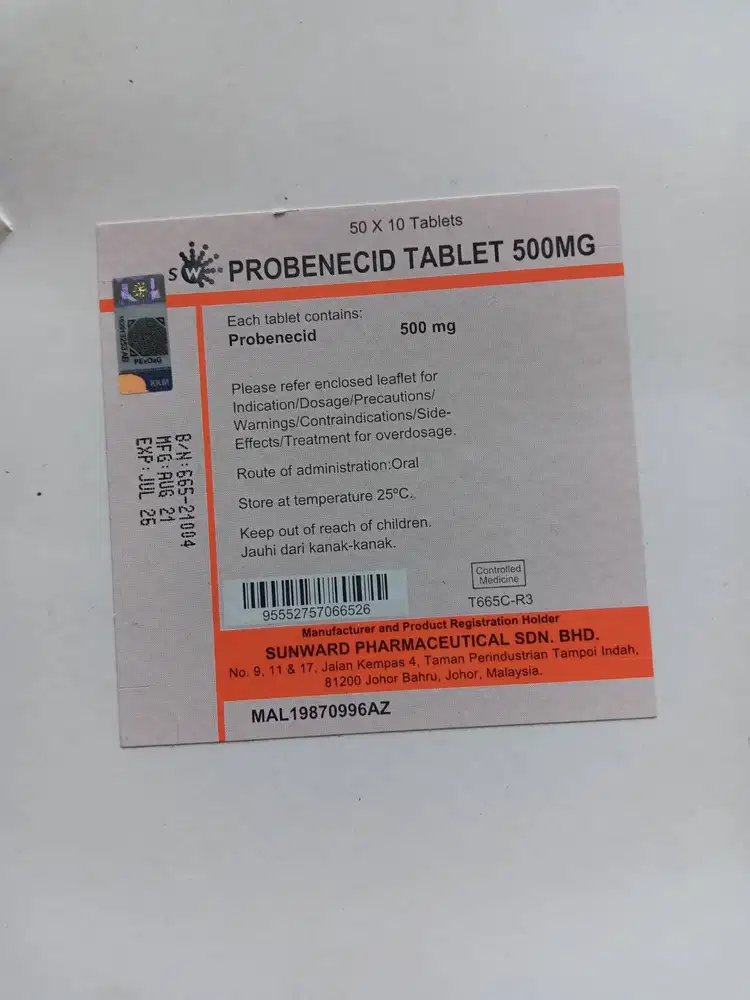 50 X 10 Tablets
SW PROBENECID TABLET 500MG
Each tablet contains:
Probenecid 500 mg
Please refer enclosed leaflet for
Indication/Dosage/Precautions/
Warnings/Contraindications/Side-
Effects/Treatment for overdosage.
Route of administration:Oral
Store at temperature 25ºC.
Keep out of reach of children.
Jauhi dari kanak-kanak.
Controlled
Medicine
T665C-R3
95552757066526
Manufacturer and Product Registration Holder
SUNWARD PHARMACEUTICAL SDN. BHD.
No. 9, 11 & 17, Jalan Kempas 4, Taman Perindustrian Tampoi Indah,
81200 Johor Bahru, Johor, Malaysia.
MAL19870996AZ
B/N:665-21004
MFG:AUG 21
EXP:JUL 26
KKM